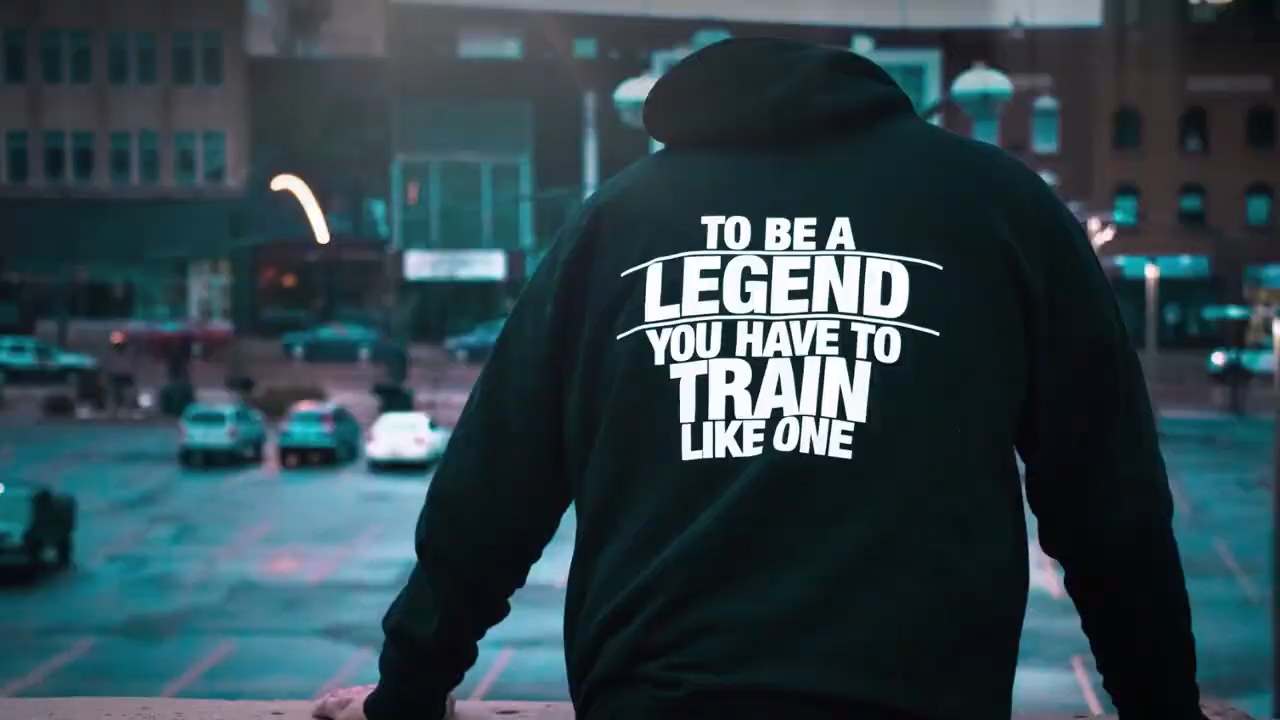 TO BE A
LEGEND
YOU HAVE TO
TRAIN
LIKE ONE